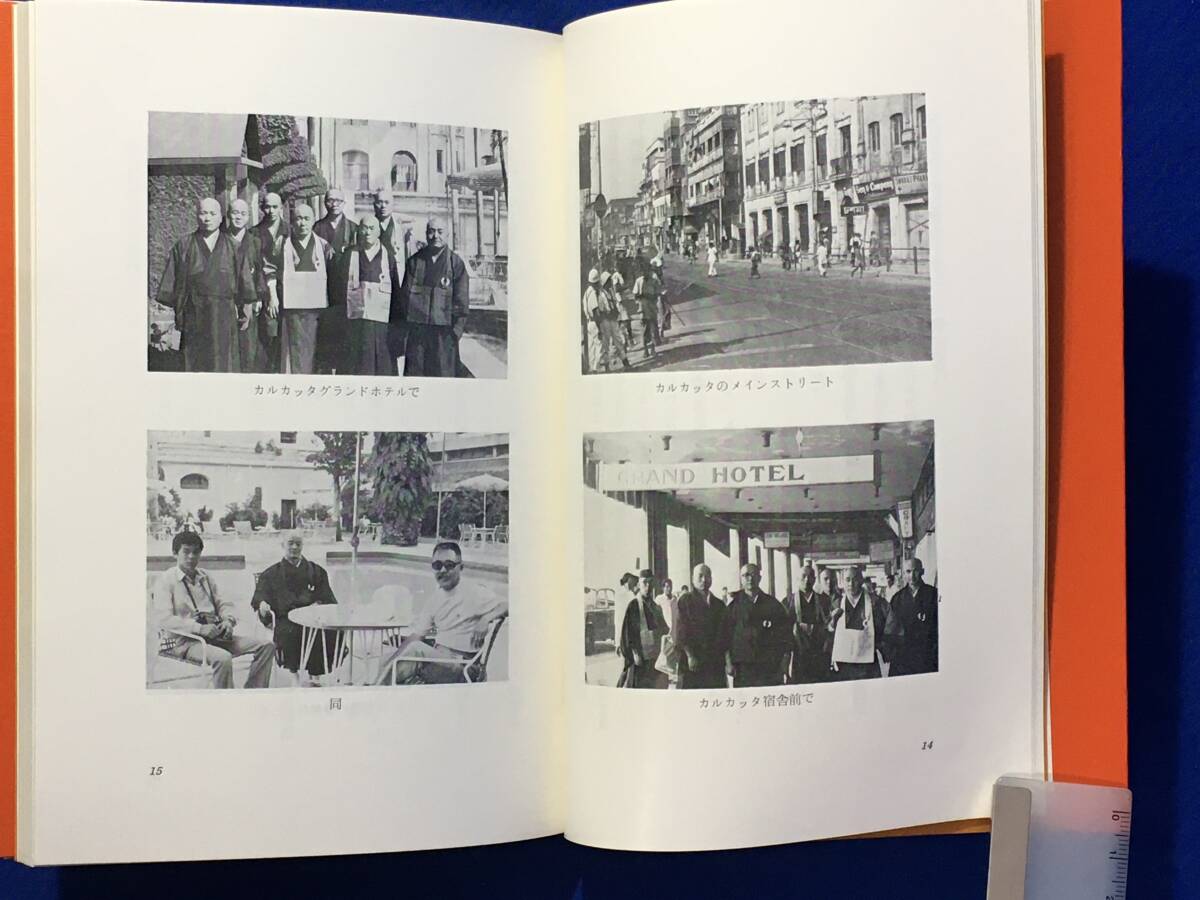 カルカッタのメインストリート
& Company
GRAND HOTEL
カルカッタ宿舎前で
14
カルカッタグランドホテルで
同
15